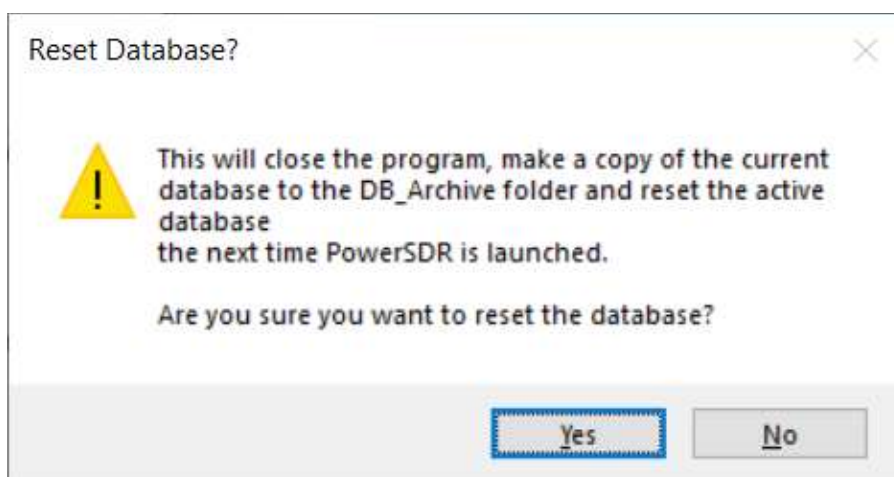 Reset Database?
This will close the program, make a copy of the current
database to the DB_Archive folder and reset the active
database
the next time PowerSDR is launched.
Are you sure you want to reset the database?
Yes
No